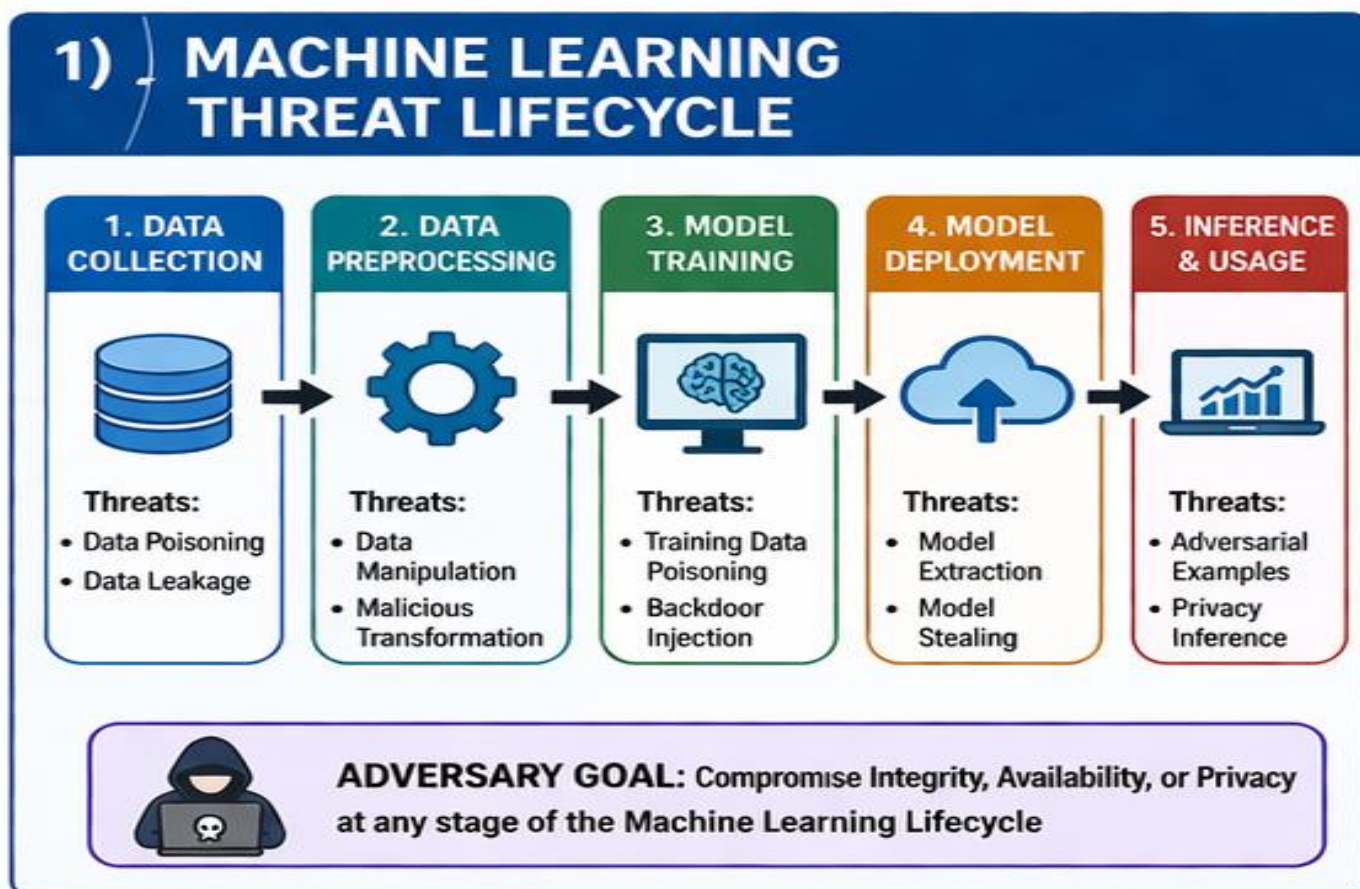 1)
MACHINE LEARNING
THREAT LIFECYCLE
1. DATA
COLLECTION
Threats:
• Data Poisoning
• Data Leakage
2. DATA
PREPROCESSING
Threats:
• Data
Manipulation
• Malicious
Transformation
3. MODEL
TRAINING
Threats:
• Training Data
Poisoning
• Backdoor
Injection
4. MODEL
DEPLOYMENT
Threats:
• Model
Extraction
• Model
Stealing
5. INFERENCE
& USAGE
Threats:
• Adversarial
Examples
• Privacy
Inference
ADVERSARY GOAL: Compromise Integrity, Availability, or Privacy
at any stage of the Machine Learning Lifecycle